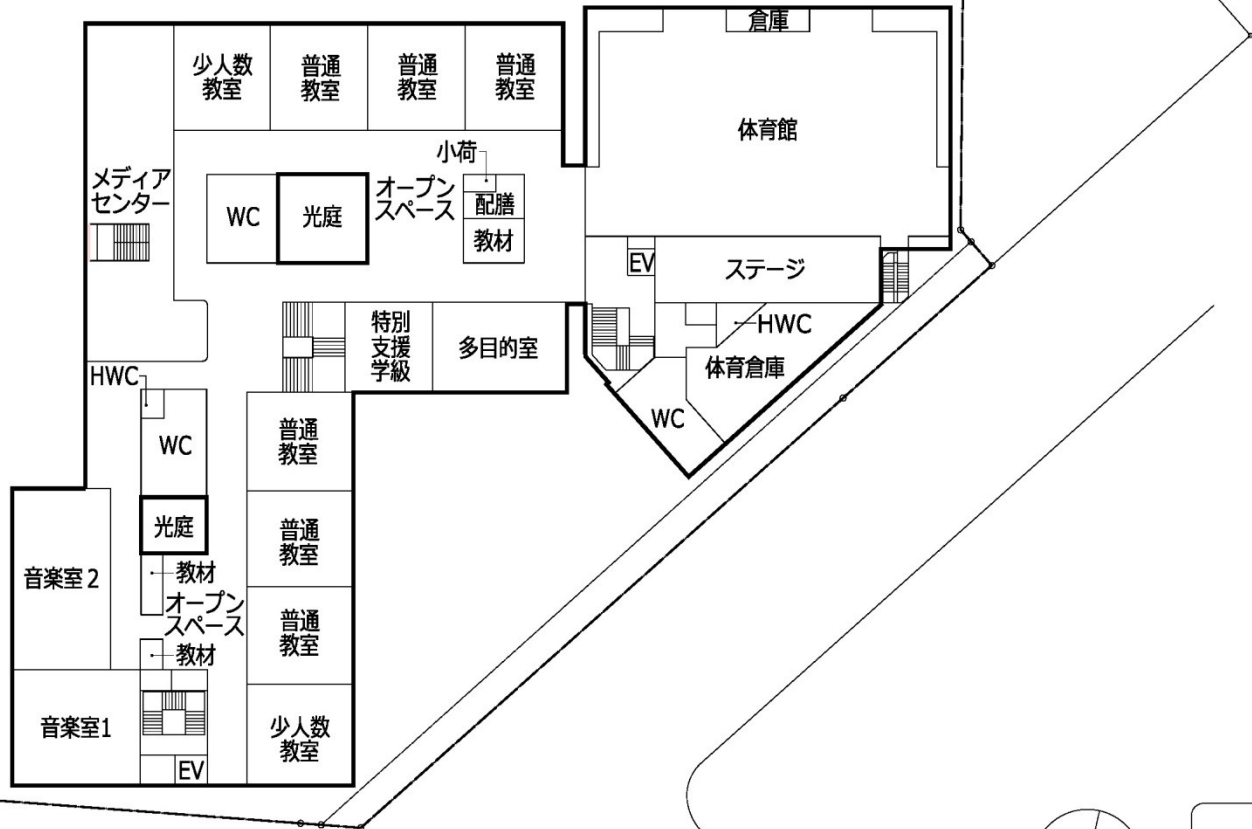 倉庫
少人数
教室
普通
教室
普通
教室
普通
教室
体育館
小荷
メディア
センター
WC
光庭
オープン
スペース
配膳
教材
EV
ステージ
特別
支援
学級
多目的室
HWC
体育倉庫
HWC
WC
WC
普通
教室
光庭
普通
教室
音楽室2
教材
オープン
スペース
普通
教室
教材
音楽室1
少人数
教室
EV